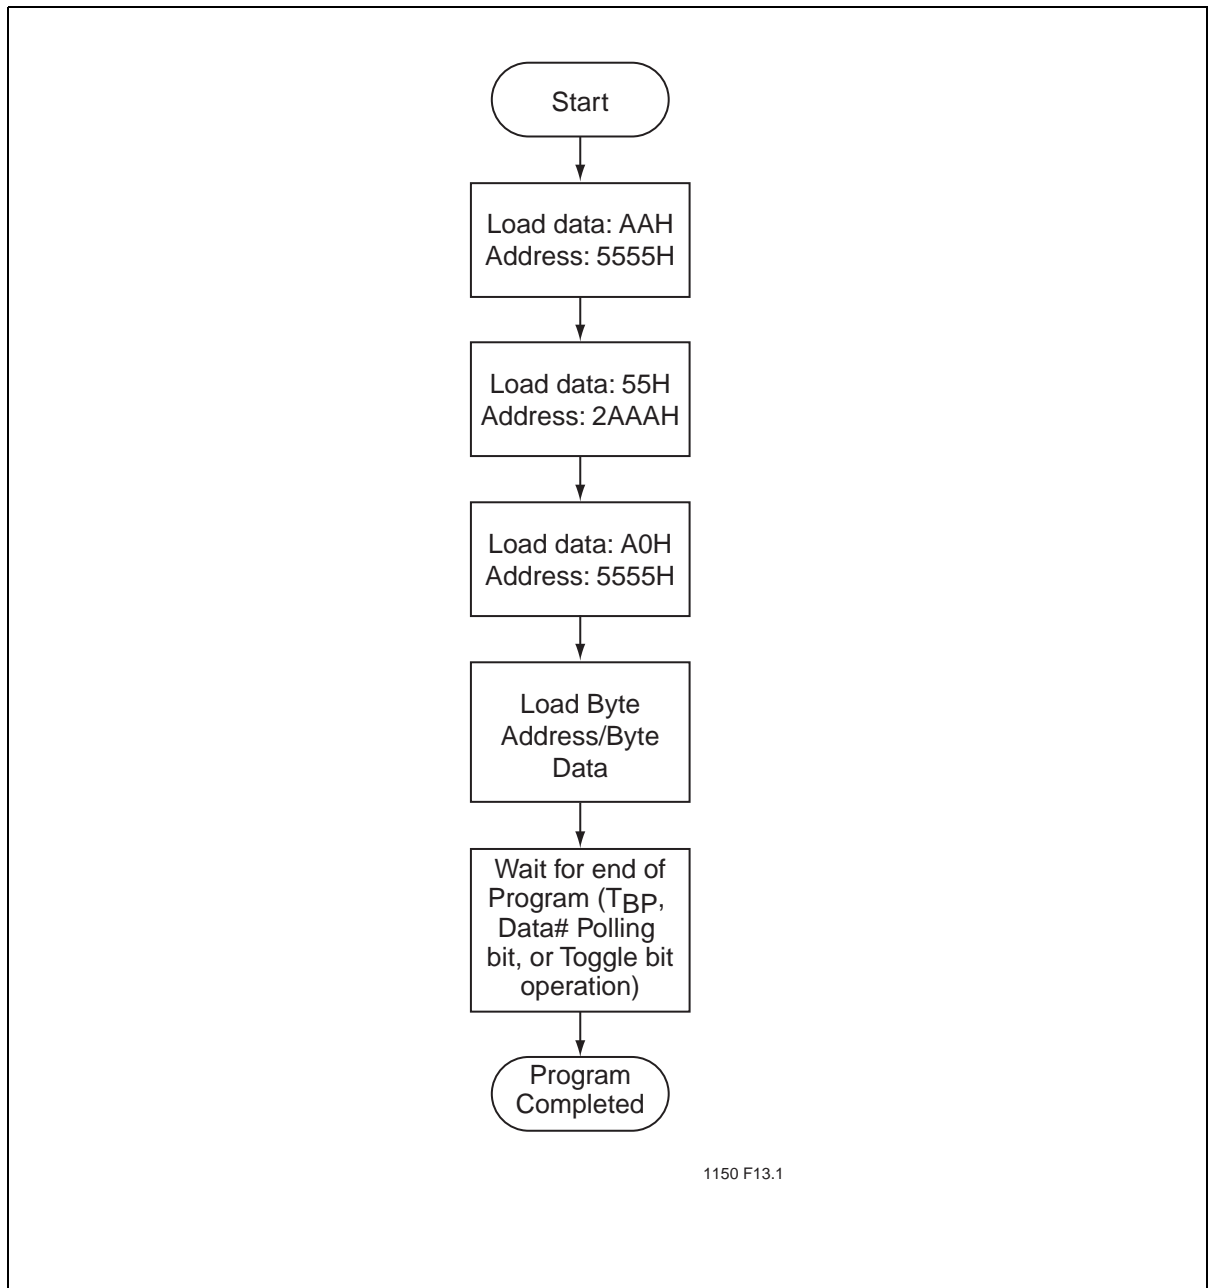 Start
Load data: AAH
Address: 5555H
Load data: 55H
Address: 2AAAH
Load data: A0H
Address: 5555H
Load Byte
Address/Byte
Data
Wait for end of
Program (TBP,
Data# Polling
bit, or Toggle bit
operation)
Program
Completed
1150 F13.1